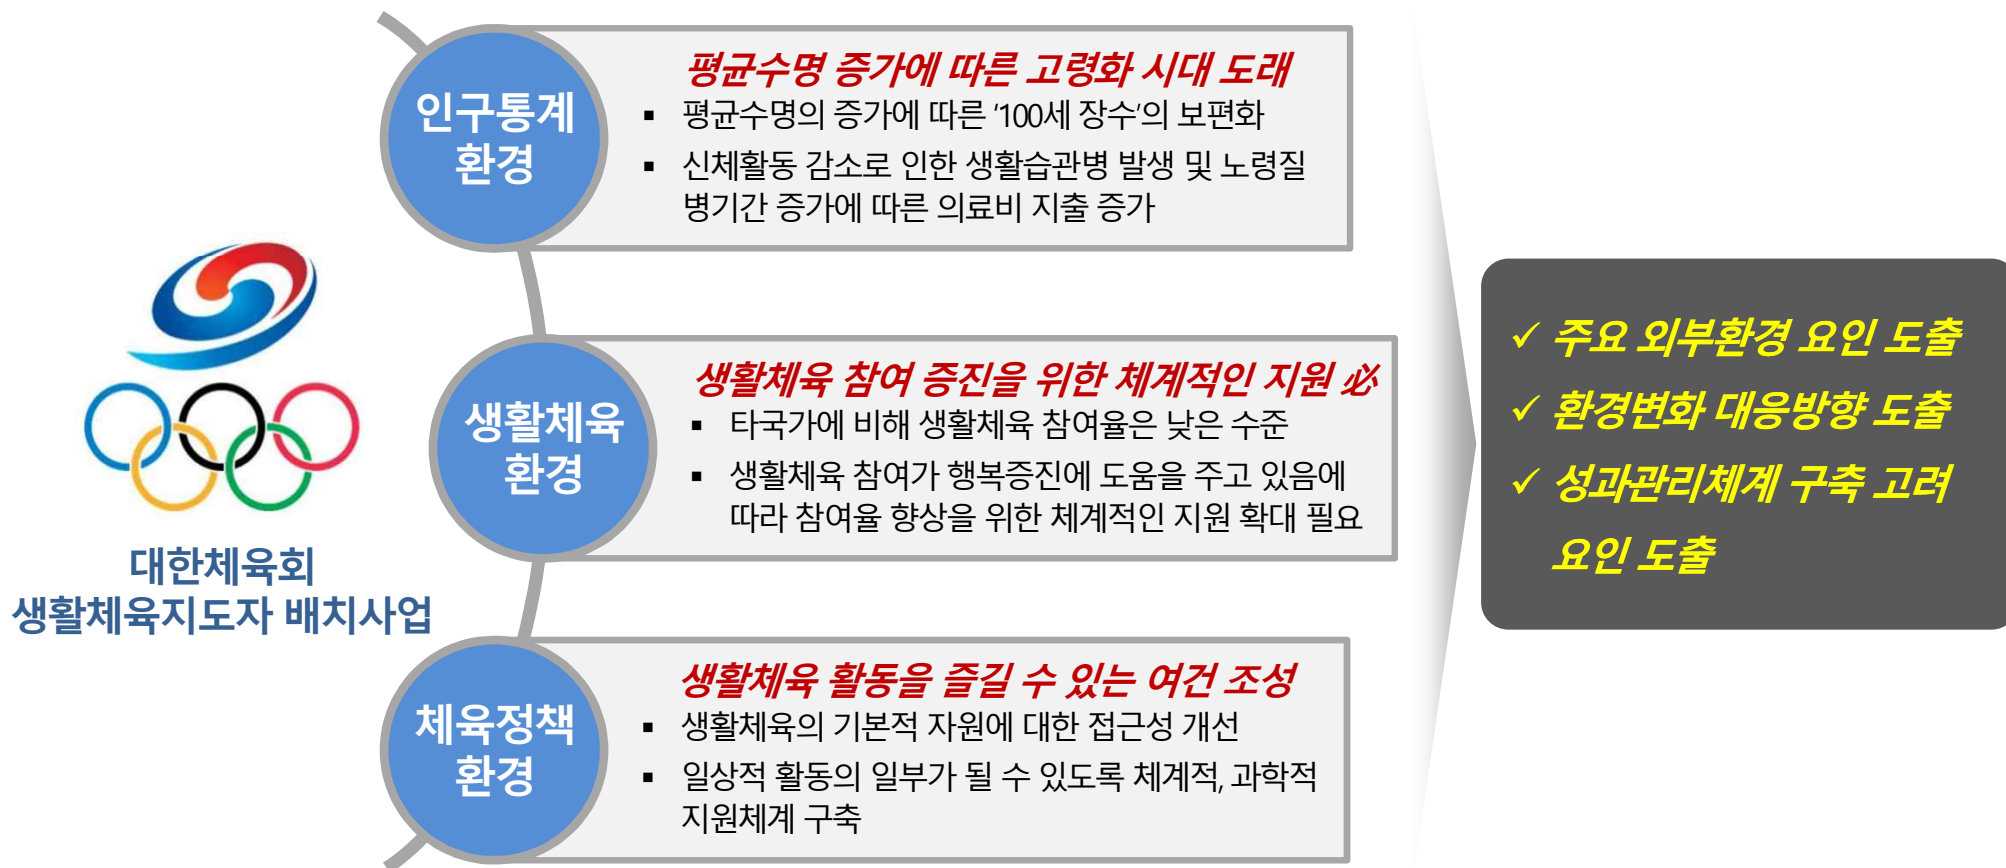 평균수명 증가에 따른 고령화 시대 도래
인구통계
환경
▪ 평균수명의 증가에 따른 '100세 장수'의 보편화
▪ 신체활동 감소로 인한 생활습관병 발생 및 노령질
병기간 증가에 따른 의료비 지출 증가
대한체육회
생활체육지도자 배치사업
생활체육 참여 증진을 위한 체계적인 지원 必
생활체육
환경
▪ 타국가에 비해 생활체육 참여율은 낮은 수준
▪ 생활체육 참여가 행복증진에 도움을 주고 있음에
따라 참여율 향상을 위한 체계적인 지원 확대 필요
생활체육 활동을 즐길 수 있는 여건 조성
체육정책
환경
▪ 생활체육의 기본적 자원에 대한 접근성 개선
▪ 일상적 활동의 일부가 될 수 있도록 체계적, 과학적
지원체계 구축
✓ 주요 외부환경 요인 도출
✓ 환경변화 대응방향 도출
✓ 성과관리체계 구축 고려
요인 도출